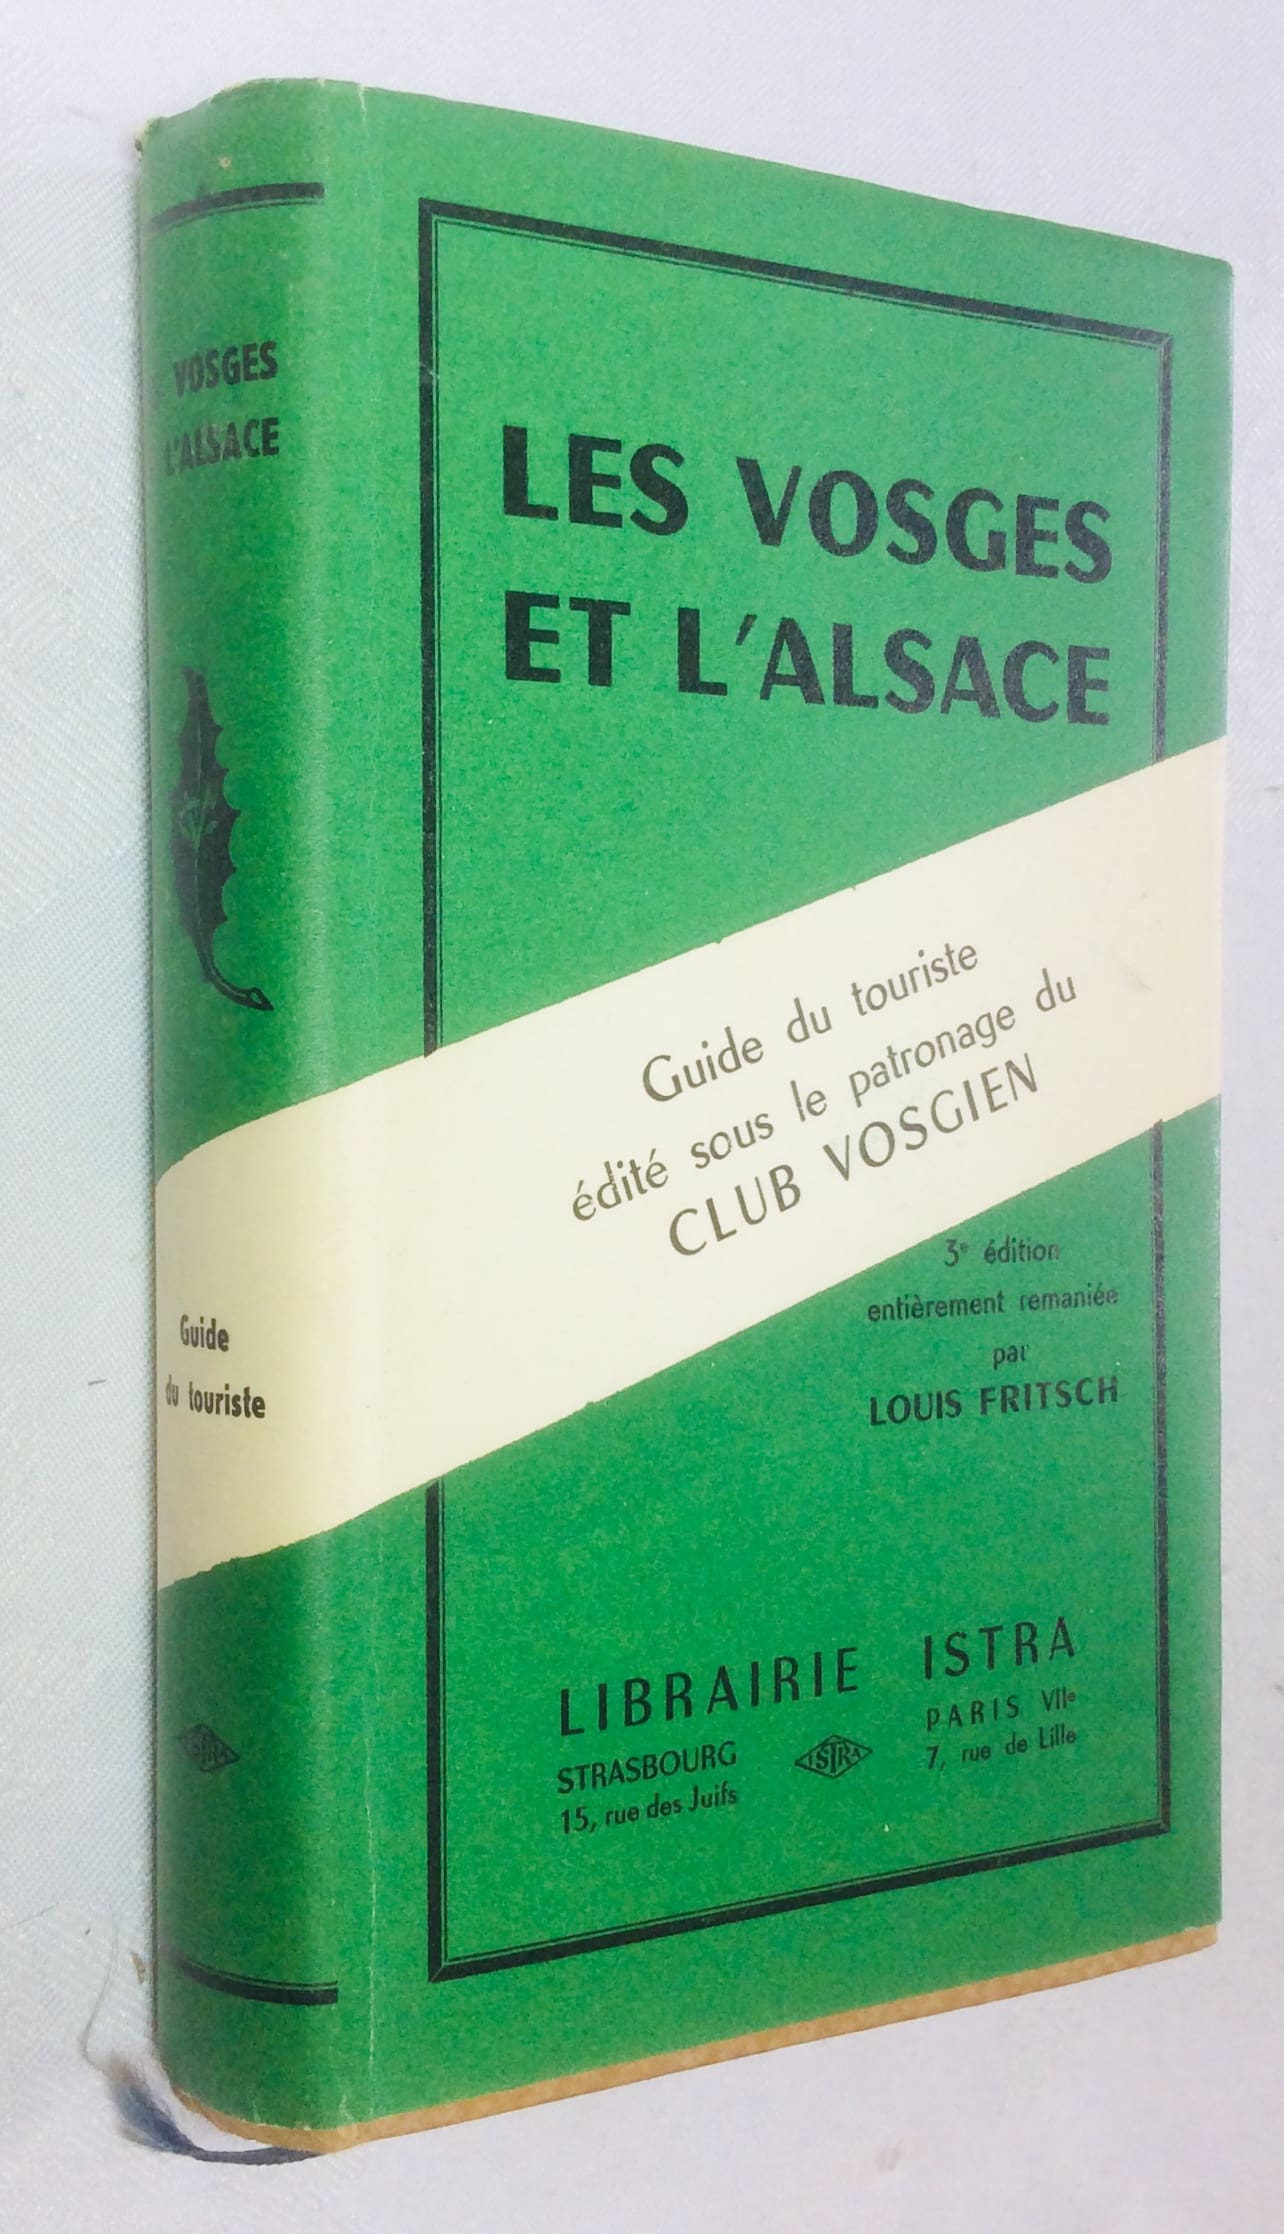 VOSGES
L'ALSACE
Guide
du touriste
ISTRA
LES VOSGES
ET L'ALSACE
Guide du touriste
édité sous le patronage du
CLUB VOSGIEN
3e édition
entièrement remaniée
par
LOUIS FRITSCH
LIBRAIRIE ISTRA
STRASBOURG
15, rue des Juifs
ISTRA
PARIS VIIe
7, rue de Lille